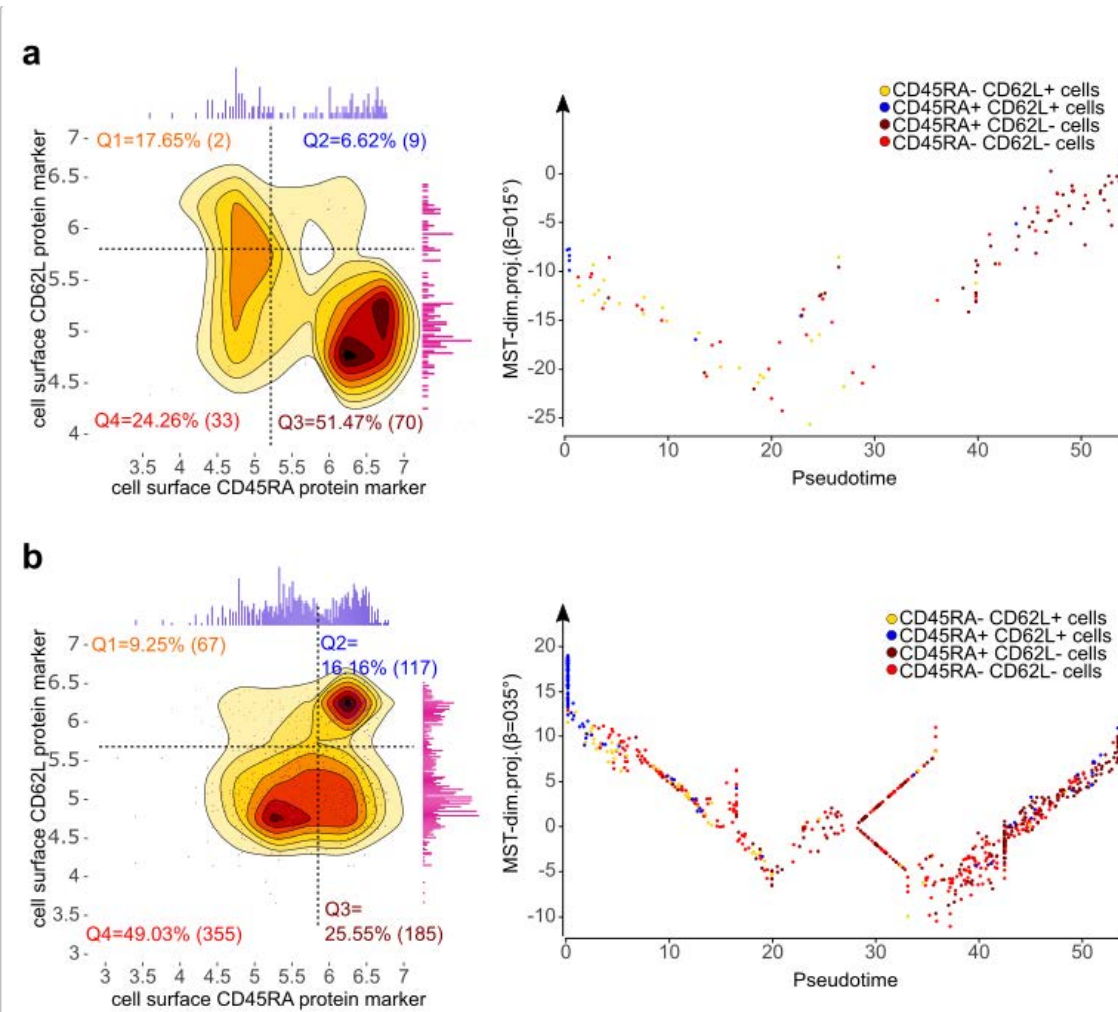 a
Q1=17.65% (2)
Q2=6.62% (9)
Q4=24.26% (33)
Q3=51.47% (70)
7
6.5
6
5.5
5
4.5
4
cell surface CD62L protein marker
3.5 4 4.5 5 5.5 6 6.5 7
cell surface CD45RA protein marker
CD45RA- CD62L+ cells
CD45RA+ CD62L+ cells
CD45RA+ CD62L- cells
CD45RA- CD62L- cells
MST-dim.proj.(β=015°)
0
-5
-10
-15
-20
-25
0 10 20 30 40 50
Pseudotime
b
Q1=9.25% (67)
Q2=
16.16% (117)
Q4=49.03% (355)
Q3=
25.55% (185)
7
6.5
6
5.5
5
4.5
4
3.5
3
cell surface CD62L protein marker
3 3.5 4 4.5 5 5.5 6 6.5 7
cell surface CD45RA protein marker
CD45RA- CD62L+ cells
CD45RA+ CD62L+ cells
CD45RA+ CD62L- cells
CD45RA- CD62L- cells
MST-dim.proj.(β=035°)
20
15
10
5
0
-5
-10
0 10 20 30 40 50
Pseudotime